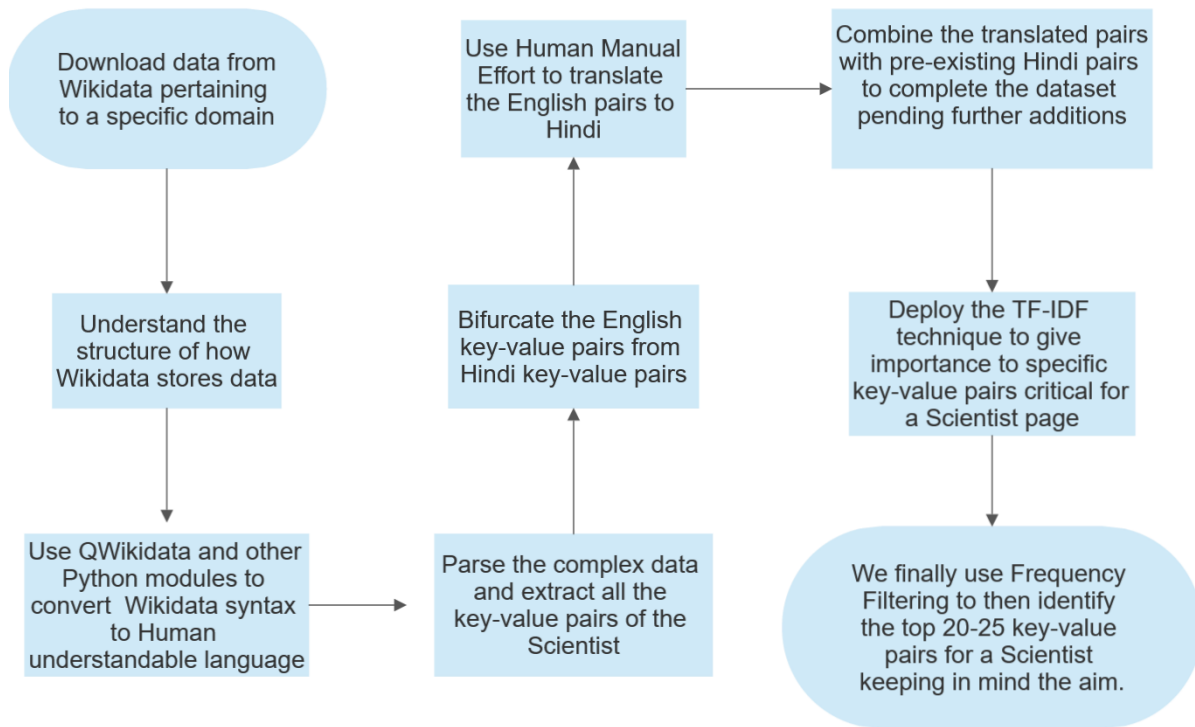 Download data from
Wikidata pertaining
to a specific domain
Understand the
structure of how
Wikidata stores data
Use QWikidata and other
Python modules to
convert Wikidata syntax
to Human
understandable language
Parse the complex data
and extract all the
key-value pairs of the
Scientist
Bifurcate the English
key-value pairs from
Hindi key-value pairs
Use Human Manual
Effort to translate
the English pairs to
Hindi
Combine the translated pairs
with pre-existing Hindi pairs
to complete the dataset
pending further additions
Deploy the TF-IDF
technique to give
importance to specific
key-value pairs critical for
a Scientist page
We finally use Frequency
Filtering to then identify
the top 20-25 key-value
pairs for a Scientist
keeping in mind the aim.